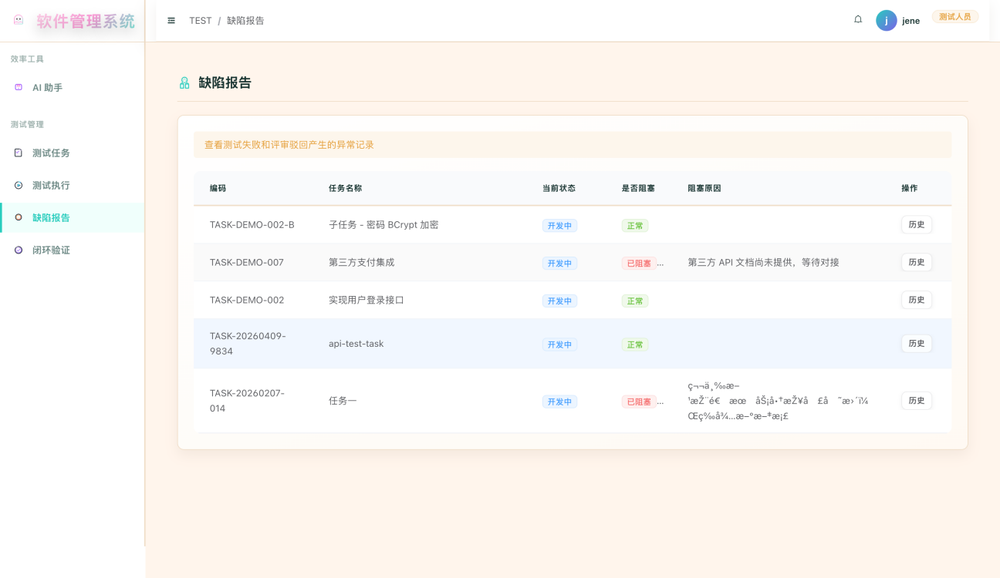 软件管理系统
TEST / 缺陷报告
j
jene
测试人员
效率工具
AI 助手
测试管理
测试任务
测试执行
缺陷报告
闭环验证
缺陷报告
查看测试失败和评审驳回产生的异常记录
编码 任务名称 当前状态 是否阻塞 阻塞原因 操作
TASK-DEMO-002-B 子任务 - 密码 BCrypt 加密 开发中 正常 历史
TASK-DEMO-007 第三方支付集成 开发中 已阻塞 ... 第三方 API 文档尚未提供，等待对接 历史
TASK-DEMO-002 实现用户登录接口 开发中 正常 历史
TASK-20260409-
9834
api-test-task 开发中 正常 历史
TASK-20260207-
014
任务一 开发中 已阻塞 ...
ç¬¬ä¸‰æ–
¹æŽ¨é€ æœ åŠ¡å•†æŽ¥å £å ˜æ›´ï¼
Œç‰å¾…æ–°æ–‡æ¡£
历史